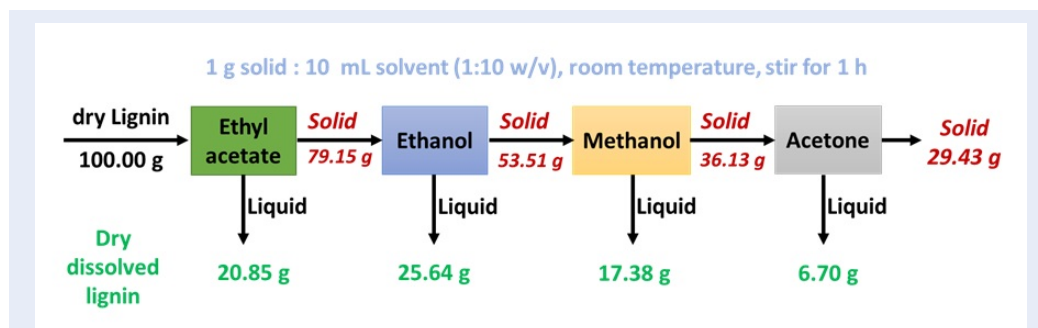 1 g solid : 10 mL solvent (1:10 w/v), room temperature, stir for 1 h
dry Lignin
100.00 g
Ethyl
acetate
Solid
79.15 g
Ethanol
Solid
53.51 g
Methanol
Solid
36.13 g
Acetone
Solid
29.43 g
Liquid
Liquid
Liquid
Liquid
Dry
dissolved
lignin
20.85 g
25.64 g
17.38 g
6.70 g